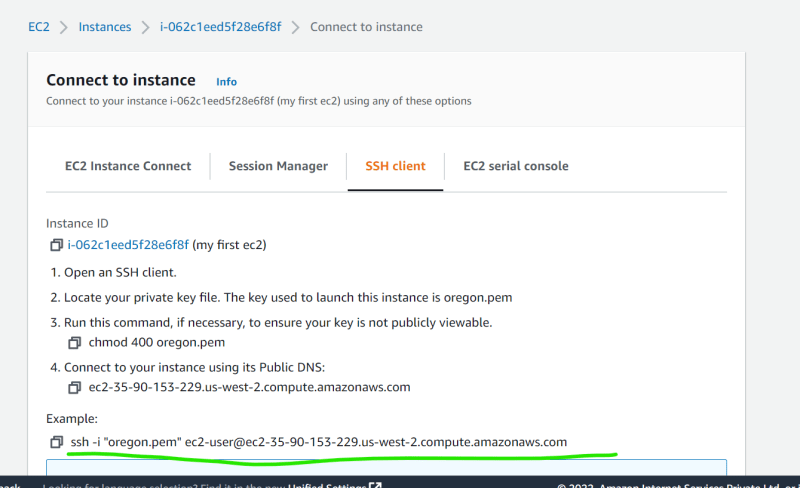 EC2 > Instances > i-062c1eed5f28e6f8f > Connect to instance
Connect to instance Info
Connect to your instance i-062c1eed5f28e6f8f (my first ec2) using any of these options
EC2 Instance Connect Session Manager SSH client EC2 serial console
Instance ID
i-062c1eed5f28e6f8f (my first ec2)
1. Open an SSH client.
2. Locate your private key file. The key used to launch this instance is oregon.pem
3. Run this command, if necessary, to ensure your key is not publicly viewable.
chmod 400 oregon.pem
4. Connect to your instance using its Public DNS:
ec2-35-90-153-229.us-west-2.compute.amazonaws.com
Example:
ssh -i "oregon.pem" ec2-user@ec2-35-90-153-229.us-west-2.compute.amazonaws.com
Looking for language selection? Find it in the new Unified Settings
© 2022, Amazon Internet Services Private Ltd. or